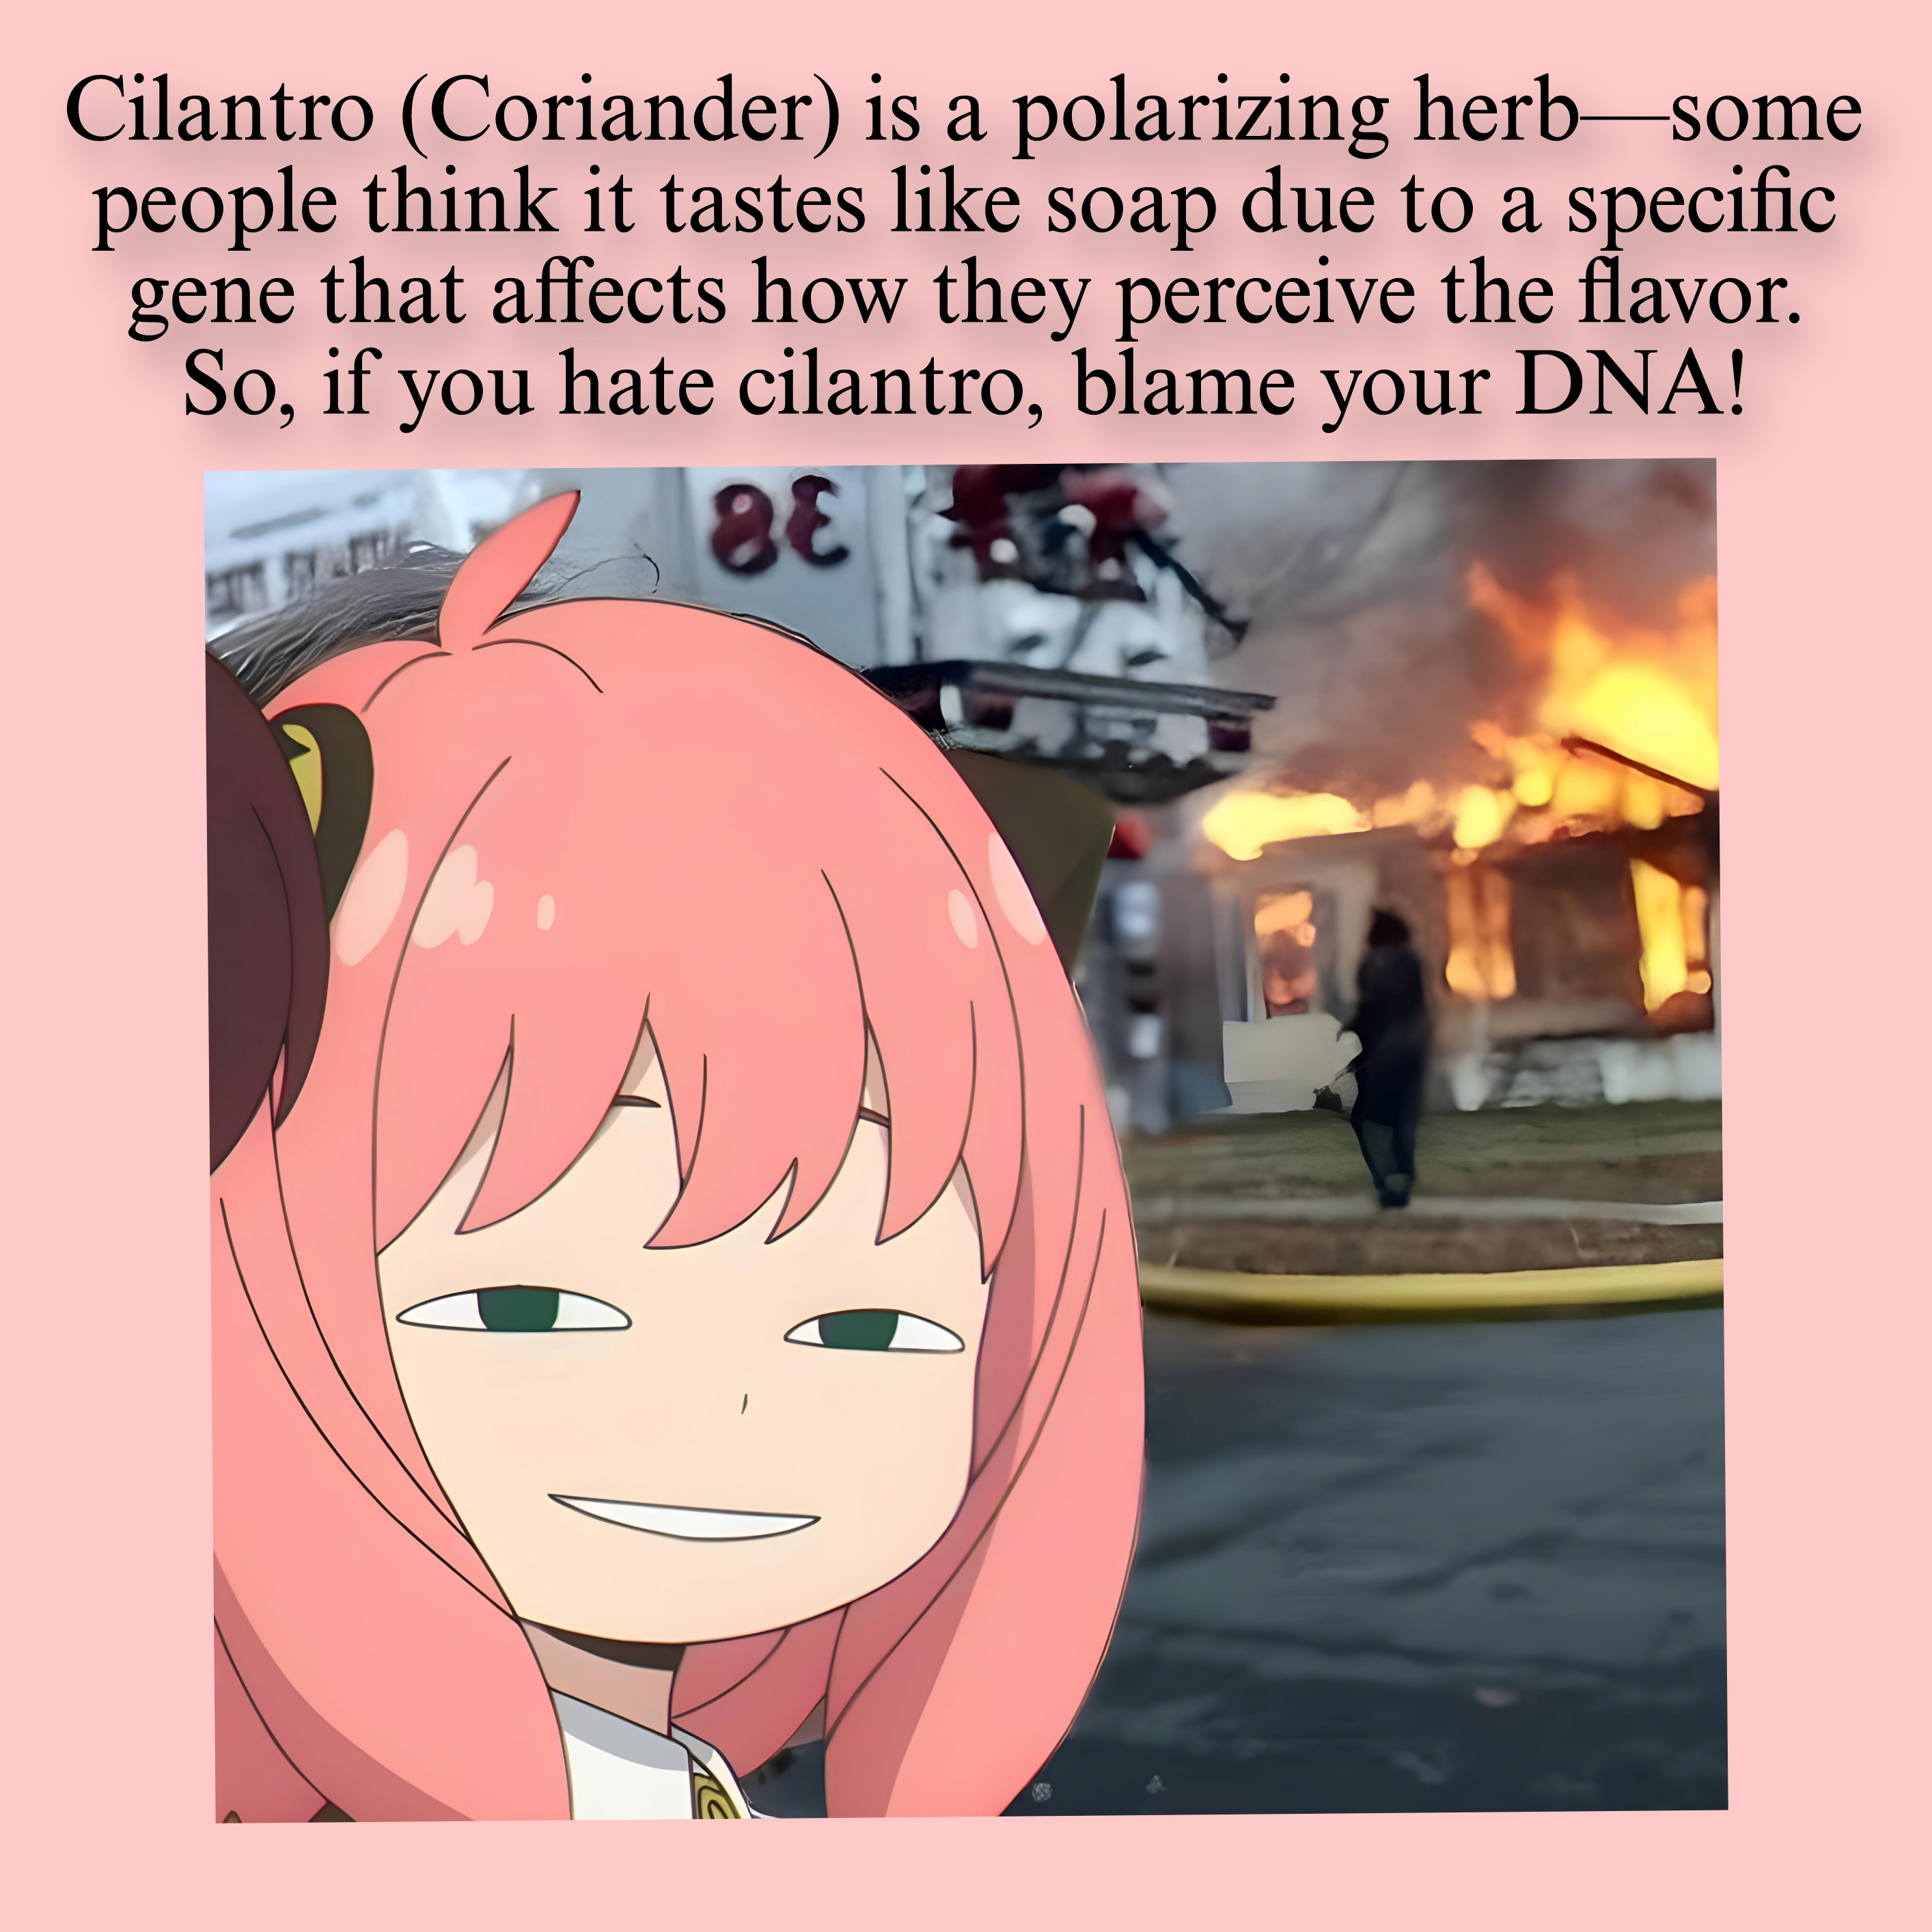 Cilantro (Coriander) is a polarizing herb—some
people think it tastes like soap due to a specific
gene that affects how they perceive the flavor.
So, if you hate cilantro, blame your DNA!